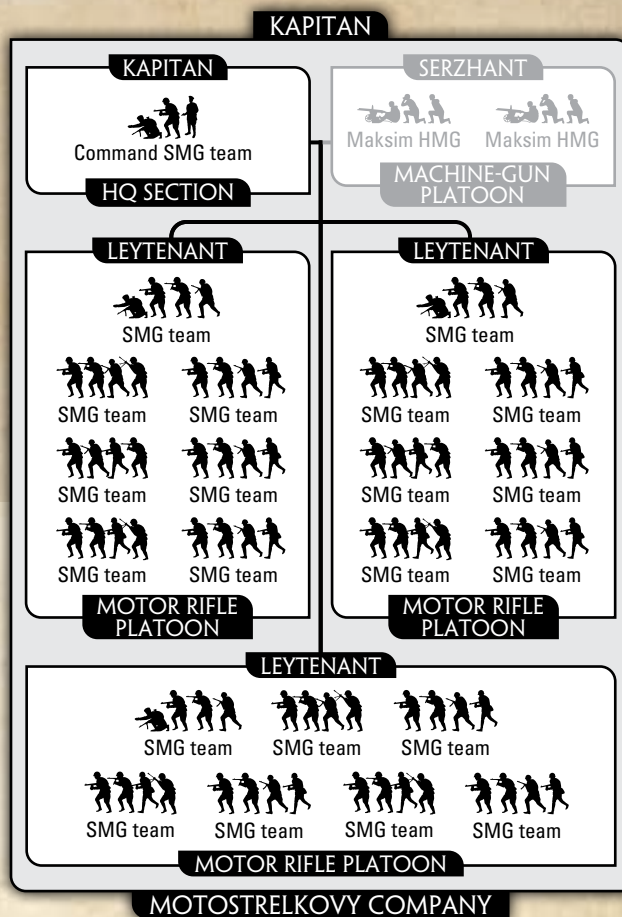 KAPITAN
KAPITAN
Command SMG team
HQ SECTION
SERZHANT
Maksim HMG Maksim HMG
MACHINE-GUN
PLATOON
LEYTENANT
SMG team
SMG team SMG team
SMG team SMG team
SMG team SMG team
MOTOR RIFLE
PLATOON
LEYTENANT
SMG team
SMG team SMG team
SMG team SMG team
SMG team SMG team
MOTOR RIFLE
PLATOON
LEYTENANT
SMG team SMG team SMG team
SMG team SMG team SMG team SMG team
MOTOR RIFLE PLATOON
MOTOSTRELKOVY COMPANY